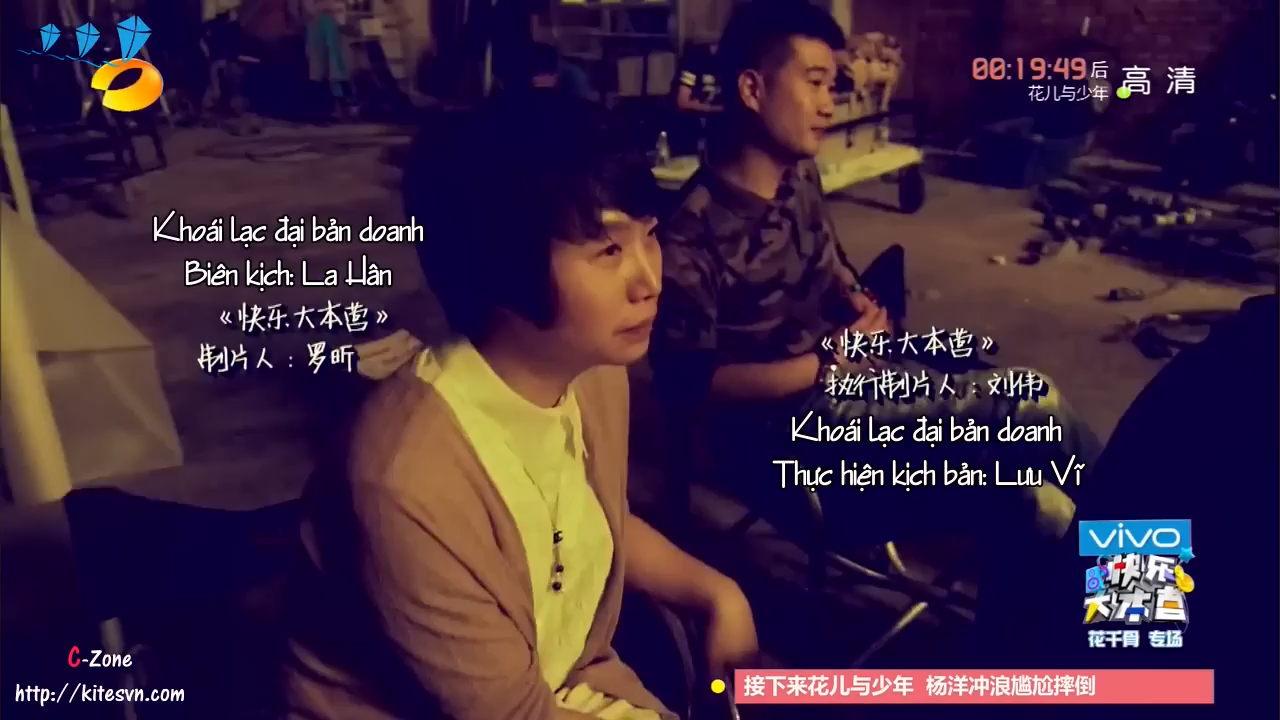 00:19:49后
花儿与少年
高清
Khoái lạc đại bản doanh
Biên kịch: La Hân
《快乐大本营》
制片人：罗昕
《快乐大本营》
执行制片人：刘伟
Khoái lạc đại bản doanh
Thực hiện kịch bản: Lưu Vĩ
vivo
快乐
大本营
花千骨 专场
C-Zone
http://kitesvn.com
接下来花儿与少年 杨洋冲浪尴尬摔倒